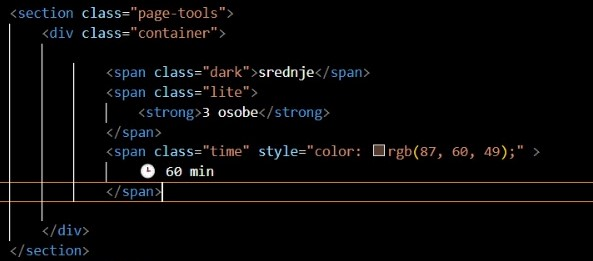 <section class="page-tools">
<div class="container">
<span class="dark">srednje</span>
<span class="lite">
<strong>3 osobe</strong>
</span>
<span class="time" style="color: rgb(87, 60, 49);" >
🕒 60 min
</span>
</div>
</section>